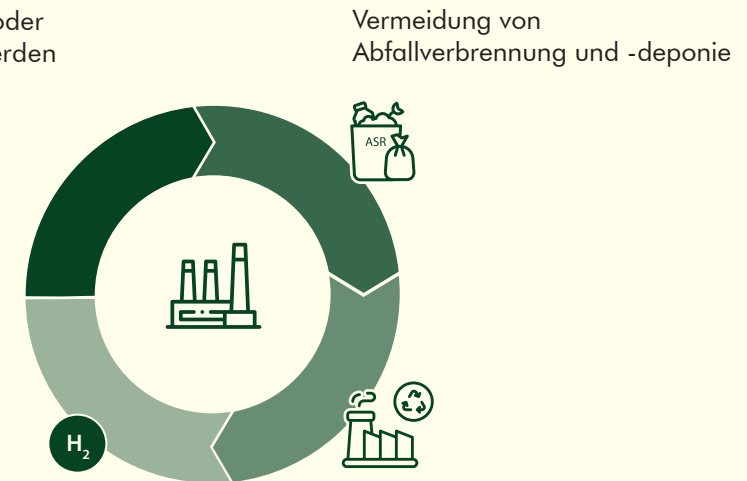 oder
erden
Vermeidung von
Abfallverbrennung und -deponie
ASR
H₂